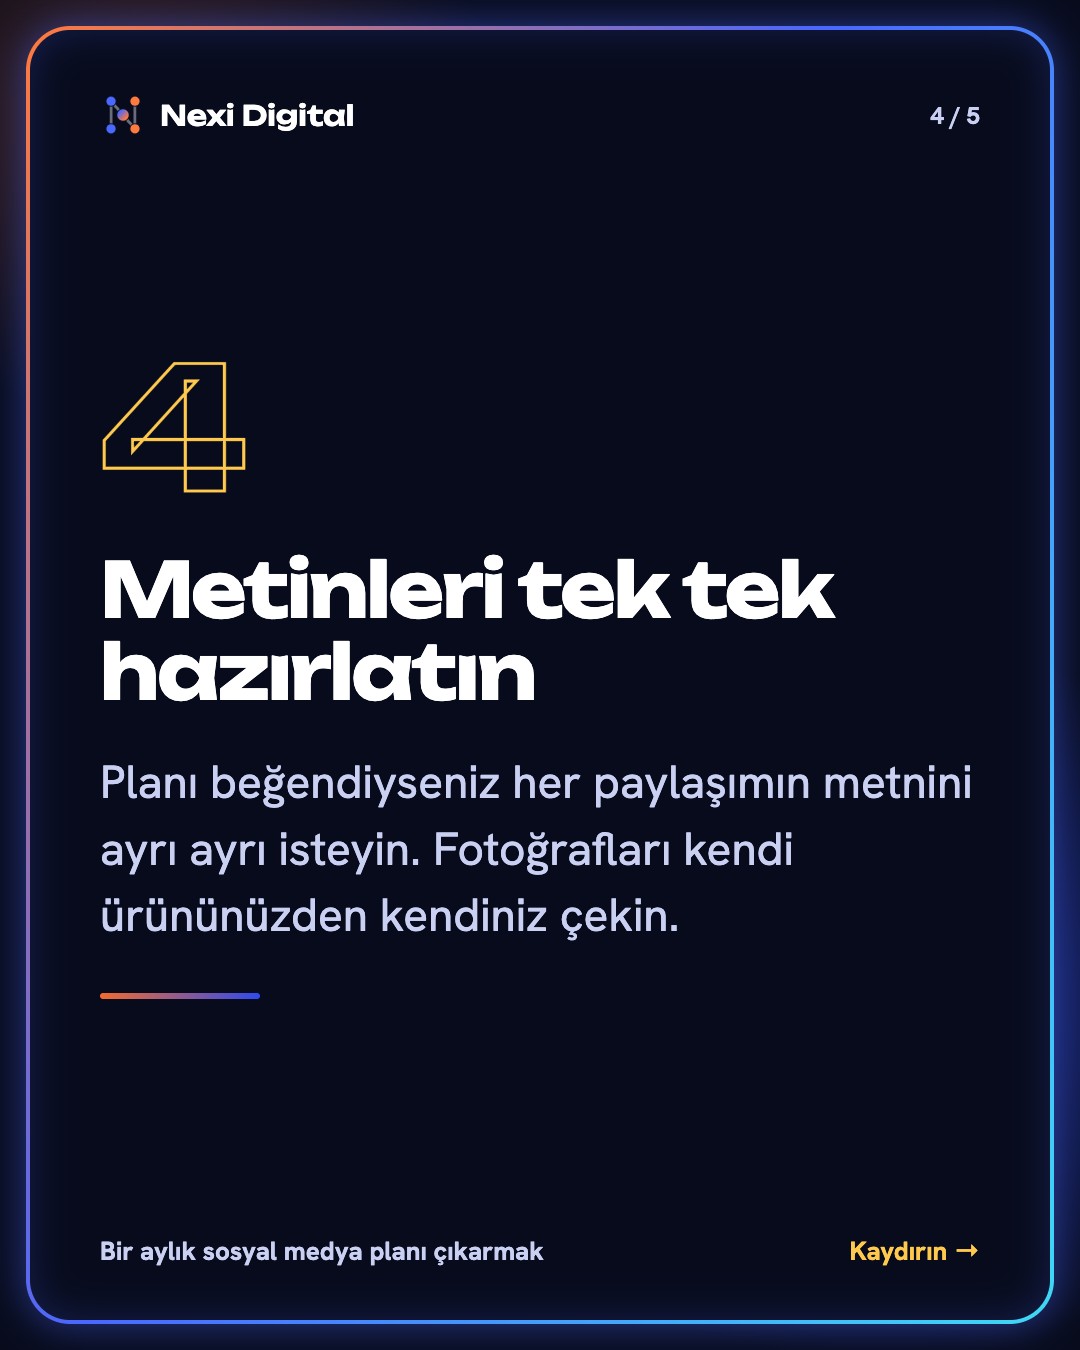 Nexi Digital
4 / 5
4
Metinleri tek tek
hazırlatın
Planı beğendiyseniz her paylaşımın metnini
ayrı ayrı isteyin. Fotoğrafları kendi
ürününüzden kendiniz çekin.
Bir aylık sosyal medya planı çıkarmak
Kaydırın →